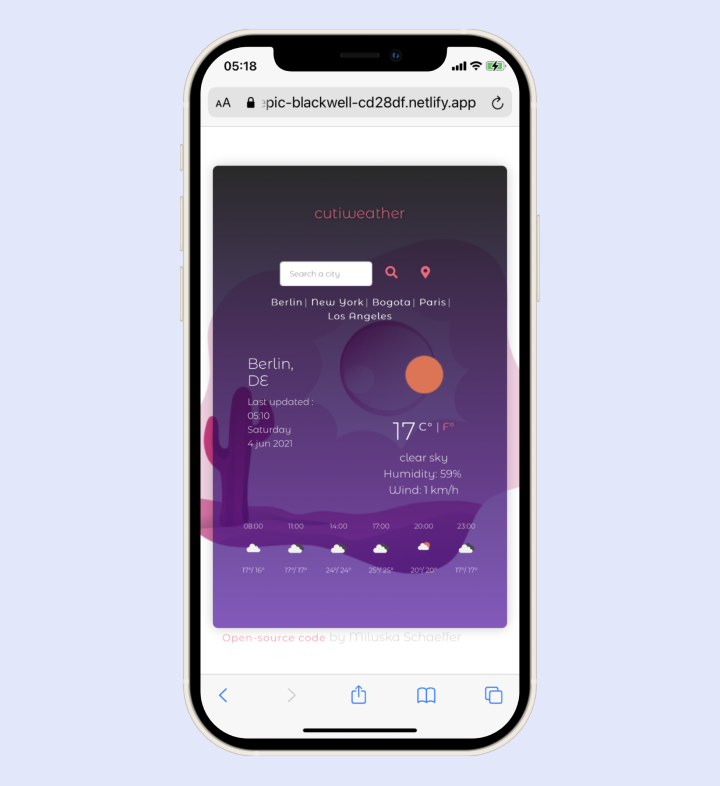 05:18
AA pic-blackwell-cd28df.netlify.app
cutiweather
Search a city
Berlin | New York | Bogota | Paris |
Los Angeles
Berlin,
DE
Last updated :
05:10
Saturday
4 jun 2021
17 C° | F°
clear sky
Humidity: 59%
Wind: 1 km/h
08:00 11:00 14:00 17:00 20:00 23:00
17°/ 16° 17°/ 17° 24°/ 24° 25°/ 25° 20°/ 20° 17°/ 17°
Open-source code by Miluska Schaeffer